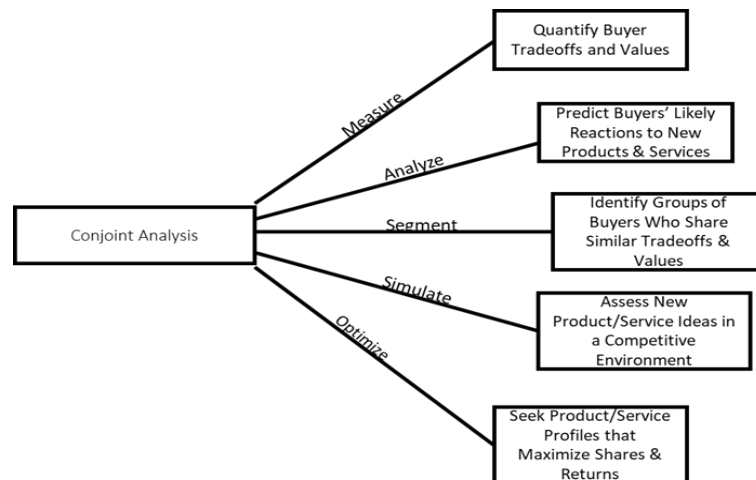 Quantify Buyer
Tradeoffs and Values
Measure
Predict Buyers' Likely
Reactions to New
Products & Services
Analyze
Conjoint Analysis
Segment
Identify Groups of
Buyers Who Share
Similar Tradeoffs &
Values
Simulate
Assess New
Product/Service Ideas in
a Competitive
Environment
Optimize
Seek Product/Service
Profiles that
Maximize Shares &
Returns